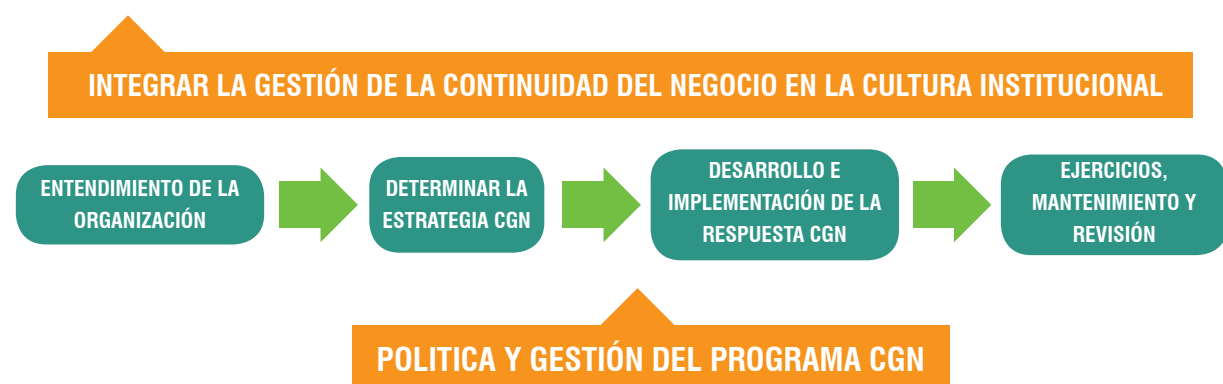 INTEGRAR LA GESTIÓN DE LA CONTINUIDAD DEL NEGOCIO EN LA CULTURA INSTITUCIONAL
ENTENDIMIENTO DE LA
ORGANIZACIÓN
DETERMINAR LA
ESTRATEGIA CGN
DESARROLLO E
IMPLEMENTACIÓN DE LA
RESPUESTA CGN
EJERCICIOS,
MANTENIMIENTO Y
REVISIÓN
POLITICA Y GESTIÓN DEL PROGRAMA CGN